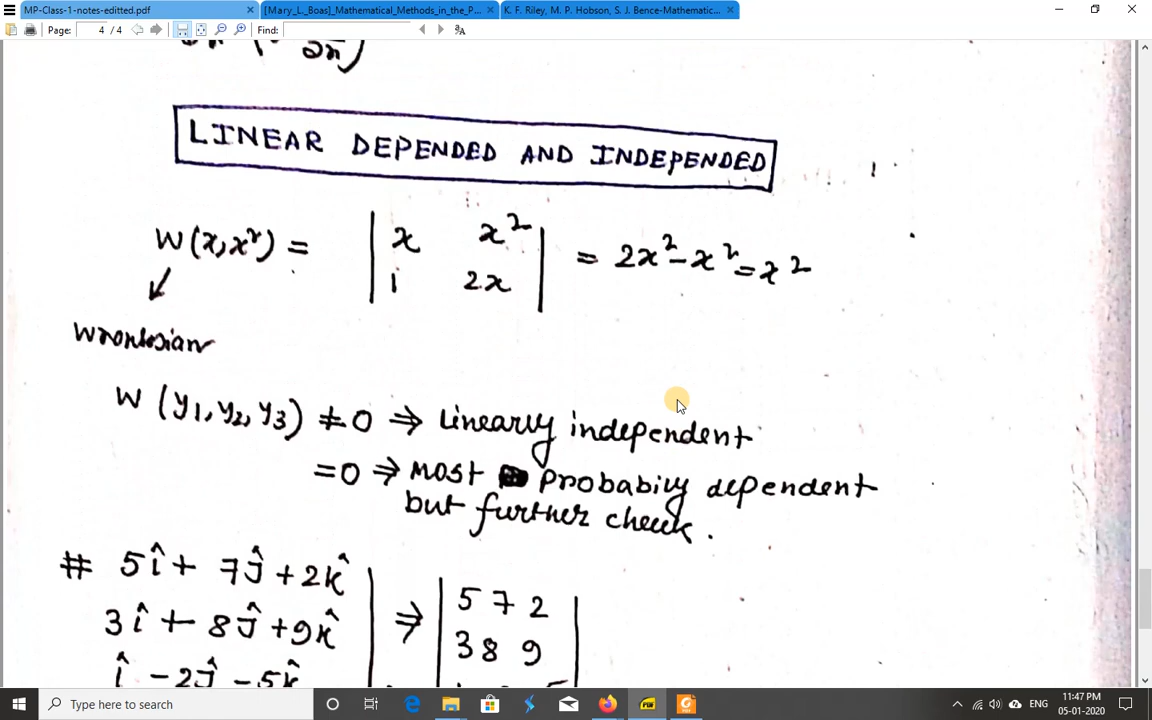 MP-Class-1-notes-editted.pdf
[Mary_L._Boas]_Mathematical_Methods_in_the_P...
K. F. Riley, M. P. Hobson, S. J. Bence-Mathematic...
Page: 4 / 4 Find:
LINEAR DEPENDED AND INDEPENDED
W(x, x²) = | x x² | = 2x² - x² = x²
| 1 2x |
W (y₁, y₂, y₃) ≠ 0 ⇒ Linearly independent
= 0 ⇒ most probabily dependent
but further check.
# 5î + 7ĵ + 2k̂ | ⇒ | 5 7 2 |
3î + 8ĵ + 9k̂ | 3 8 9 |
î - 2ĵ - 5k̂
Type here to search
ENG
11:47 PM
05-01-2020